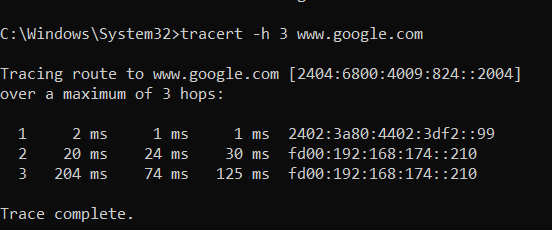 C:\Windows\System32>tracert -h 3 www.google.com
Tracing route to www.google.com [2404:6800:4009:824::2004]
over a maximum of 3 hops:
1 2 ms 1 ms 1 ms 2402:3a80:4402:3df2::99
2 20 ms 24 ms 30 ms fd00:192:168:174::210
3 204 ms 74 ms 125 ms fd00:192:168:174::210
Trace complete.